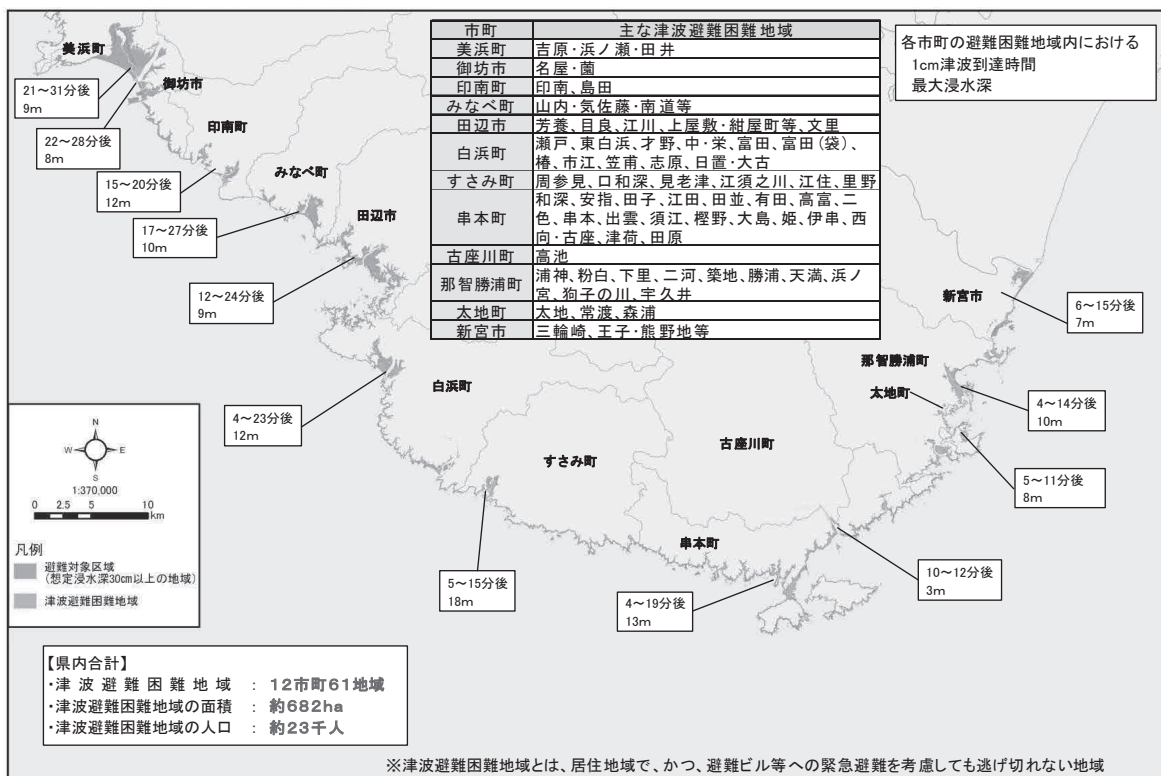 市町 主な津波避難困難地域
美浜町 吉原・浜ノ瀬・田井
御坊市 名屋・薗
印南町 印南、島田
みなべ町 山内・気佐藤・南道等
田辺市 芳養、目良、江川、上屋敷・紺屋町等、文里
白浜町 瀬戸、東白浜、才野、中・栄、富田、富田(袋)、
椿、市江、笠甫、志原、日置・大古
すさみ町 周参見、口和深、見老津、江須之川、江住、里野
串本町 和深、安指、田子、江田、田並、有田、高富、二
色、串本、出雲、須江、樫野、大島、姫、伊串、西
向・古座、津荷、田原
古座川町 高池
那智勝浦町 浦神、粉白、下里、二河、築地、勝浦、天満、浜ノ
宮、狗子の川、宇久井
太地町 太地、常渡、森浦
新宮市 三輪崎、王子・熊野地等
各市町の避難困難地域内における
1cm津波到達時間
最大浸水深
美浜町
21～31分後
9m
御坊市
22～28分後
8m
印南町
15～20分後
12m
みなべ町
17～27分後
10m
田辺市
12～24分後
9m
白浜町
4～23分後
12m
すさみ町
5～15分後
18m
串本町
4～19分後
13m
古座川町
10～12分後
3m
太地町
5～11分後
8m
那智勝浦町
4～14分後
10m
新宮市
6～15分後
7m
N
W E
S
1:370,000
0 2.5 5 10
km
凡例
避難対象区域
(想定浸水深30cm以上の地域)
津波避難困難地域
【県内合計】
・津波避難困難地域 ： 12市町61地域
・津波避難困難地域の面積 ： 約682ha
・津波避難困難地域の人口 ： 約23千人
※津波避難困難地域とは、居住地域で、かつ、避難ビル等への緊急避難を考慮しても逃げ切れない地域